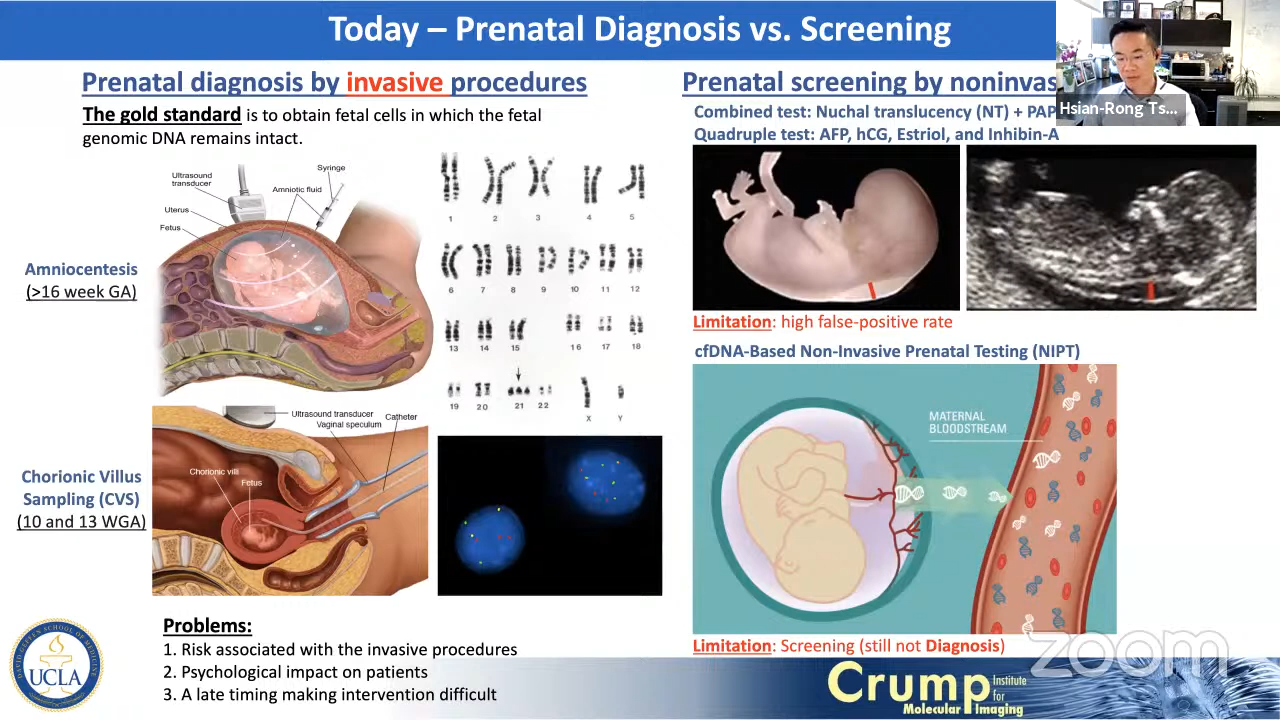 Today – Prenatal Diagnosis vs. Screening
Hsian-Rong Ts...
Prenatal diagnosis by invasive procedures
The gold standard is to obtain fetal cells in which the fetal
genomic DNA remains intact.
Amniocentesis
(>16 week GA)
Ultrasound
transducer
Syringe
Amniotic fluid
Uterus
Fetus
1 2 3 4 5
6 7 8 9 10 11 12
13 14 15 16 17 18
19 20 21 22 X Y
Chorionic Villus
Sampling (CVS)
(10 and 13 WGA)
Ultrasound transducer
Vaginal speculum
Catheter
Chorionic villi
Fetus
Problems:
1. Risk associated with the invasive procedures
2. Psychological impact on patients
3. A late timing making intervention difficult
Prenatal screening by noninvas
Combined test: Nuchal translucency (NT) + PAP
Quadruple test: AFP, hCG, Estriol, and Inhibin-A
Limitation: high false-positive rate
cfDNA-Based Non-Invasive Prenatal Testing (NIPT)
MATERNAL
BLOODSTREAM
Limitation: Screening (still not Diagnosis)
zoom
DAVID GEFFEN SCHOOL OF MEDICINE
UCLA
Crump Institute
for
Molecular Imaging